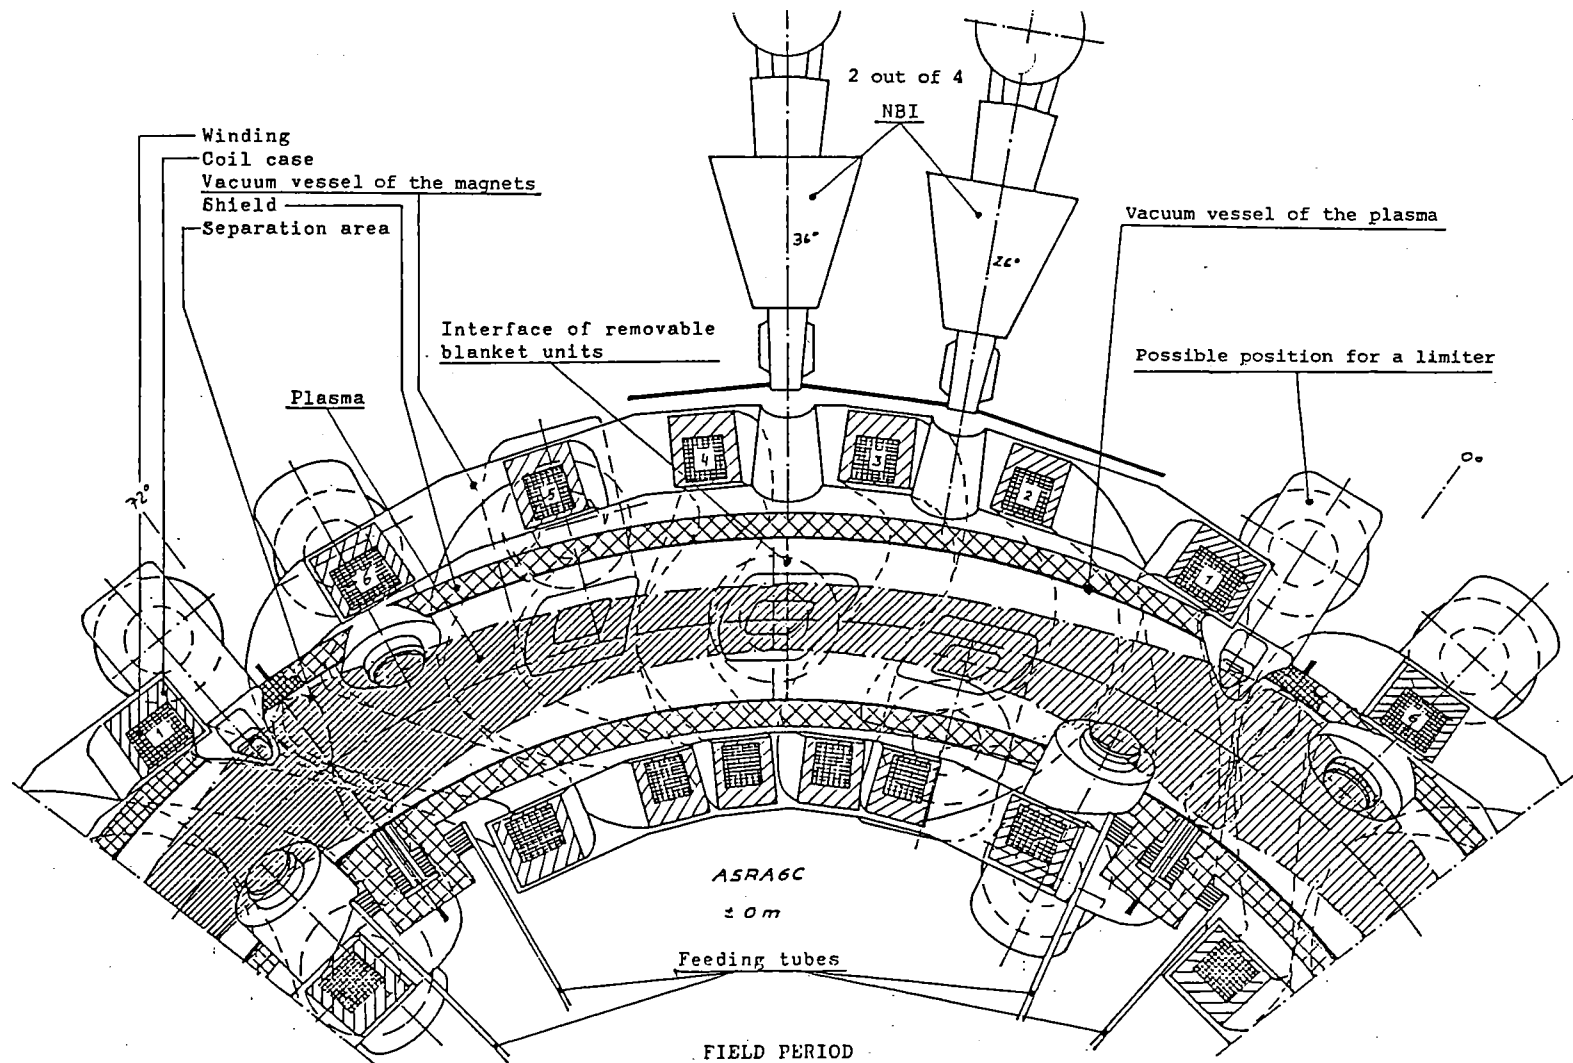 2 out of 4
NBI
Winding
Coil case
Vacuum vessel of the magnets
Shield
Separation area
Vacuum vessel of the plasma
36°
26°
Interface of removable
blanket units
Possible position for a limiter
Plasma
0°
72°
4
3
5
2
6
1
1
6
ASRA6C
± 0 m
Feeding tubes
FIELD PERIOD